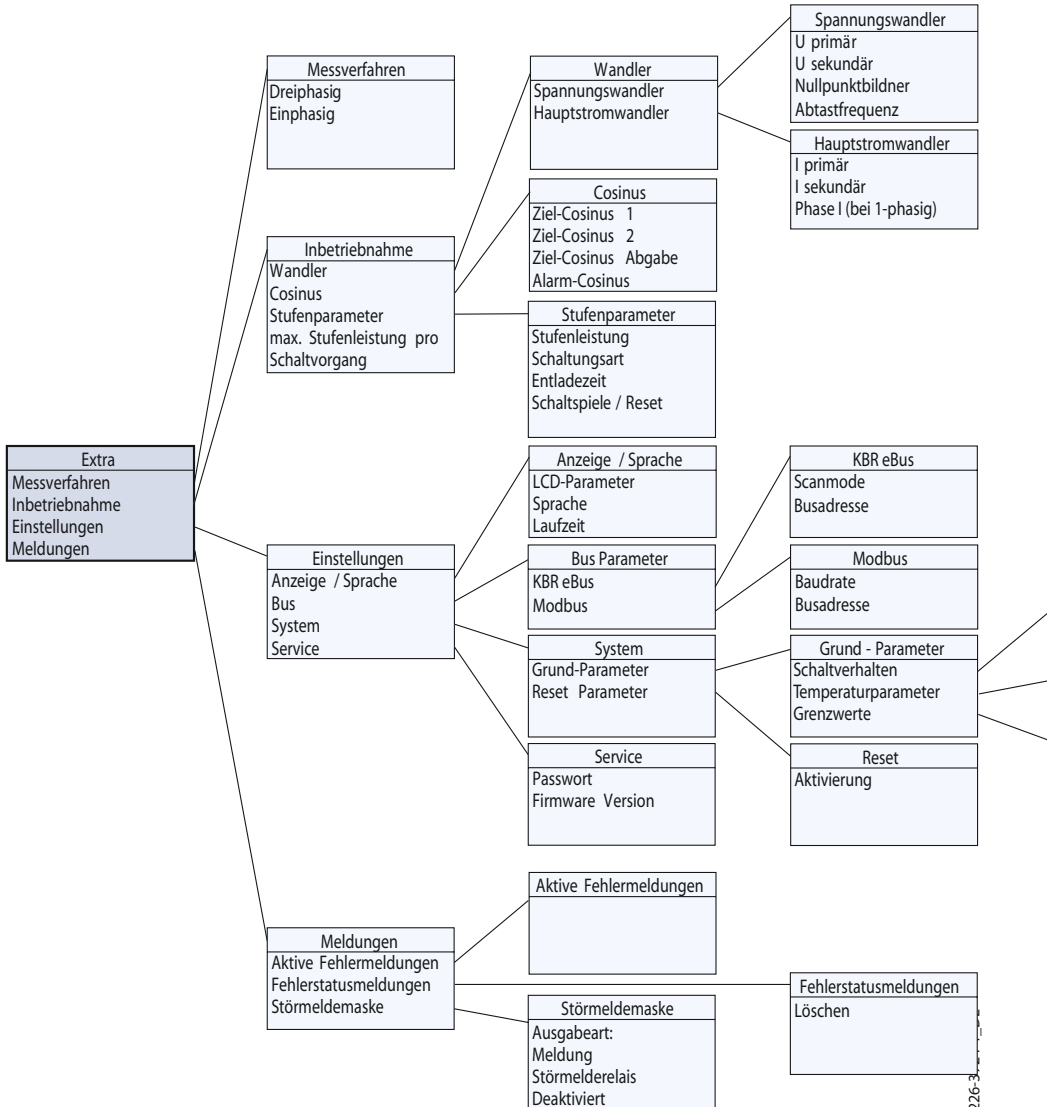 Extra
Messverfahren
Inbetriebnahme
Einstellungen
Meldungen
Messverfahren
Dreiphasig
Einphasig
Inbetriebnahme
Wandler
Cosinus
Stufenparameter
max. Stufenleistung pro
Schaltvorgang
Einstellungen
Anzeige / Sprache
Bus
System
Service
Meldungen
Aktive Fehlermeldungen
Fehlerstatusmeldungen
Störmeldemaske
Wandler
Spannungswandler
Hauptstromwandler
Cosinus
Ziel-Cosinus 1
Ziel-Cosinus 2
Ziel-Cosinus Abgabe
Alarm-Cosinus
Stufenparameter
Stufenleistung
Schaltungsart
Entladezeit
Schaltspiele / Reset
Anzeige / Sprache
LCD-Parameter
Sprache
Laufzeit
Bus Parameter
KBR eBus
Modbus
System
Grund-Parameter
Reset Parameter
Service
Passwort
Firmware Version
Aktive Fehlermeldungen
Störmeldemaske
Ausgabeart:
Meldung
Störmelderelais
Deaktiviert
Spannungswandler
U primär
U sekundär
Nullpunktbildner
Abtastfrequenz
Hauptstromwandler
I primär
I sekundär
Phase I (bei 1-phasig)
KBR eBus
Scanmode
Busadresse
Modbus
Baudrate
Busadresse
Grund - Parameter
Schaltverhalten
Temperaturparameter
Grenzwerte
Reset
Aktivierung
Fehlerstatusmeldungen
Löschen